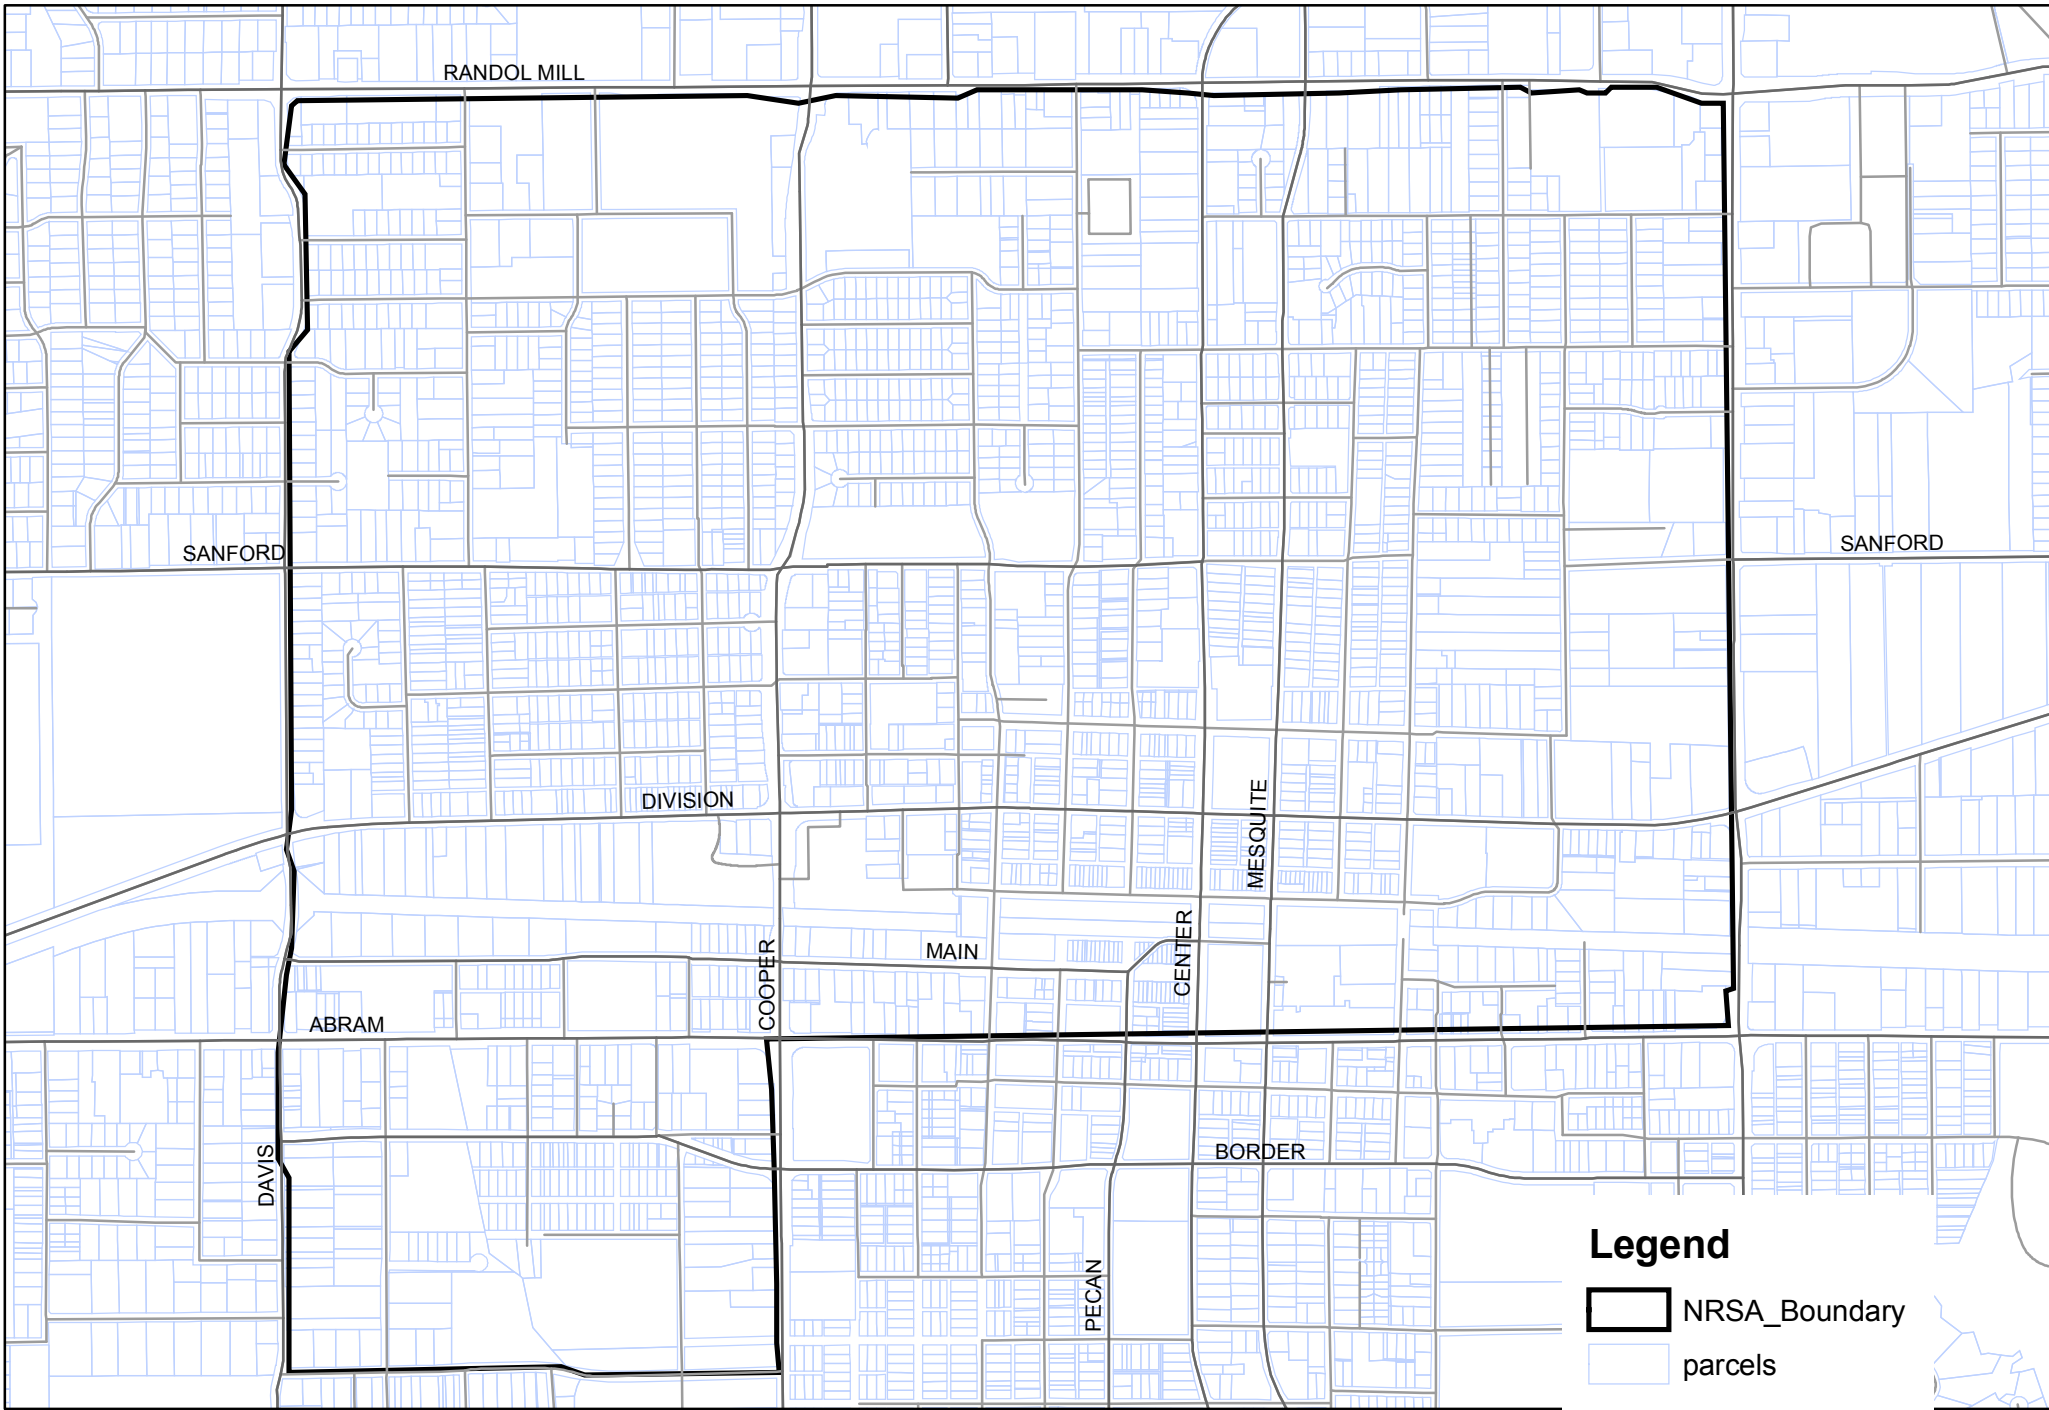 RANDOL MILL
SANFORD
SANFORD
DIVISION
MESQUITE
CENTER
COOPER
MAIN
ABRAM
DAVIS
BORDER
PECAN
Legend
NRSA_Boundary
parcels